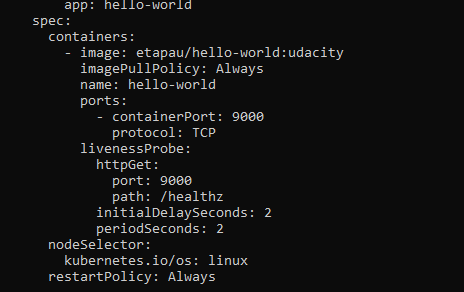 app: hello-world
spec:
containers:
- image: etapau/hello-world:udacity
imagePullPolicy: Always
name: hello-world
ports:
- containerPort: 9000
protocol: TCP
livenessProbe:
httpGet:
port: 9000
path: /healthz
initialDelaySeconds: 2
periodSeconds: 2
nodeSelector:
kubernetes.io/os: linux
restartPolicy: Always